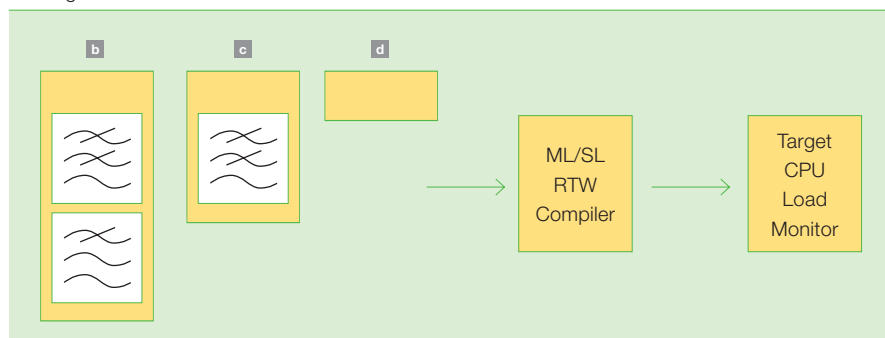 b
c
d
ML/SL
RTW
Compiler
Target
CPU
Load
Monitor